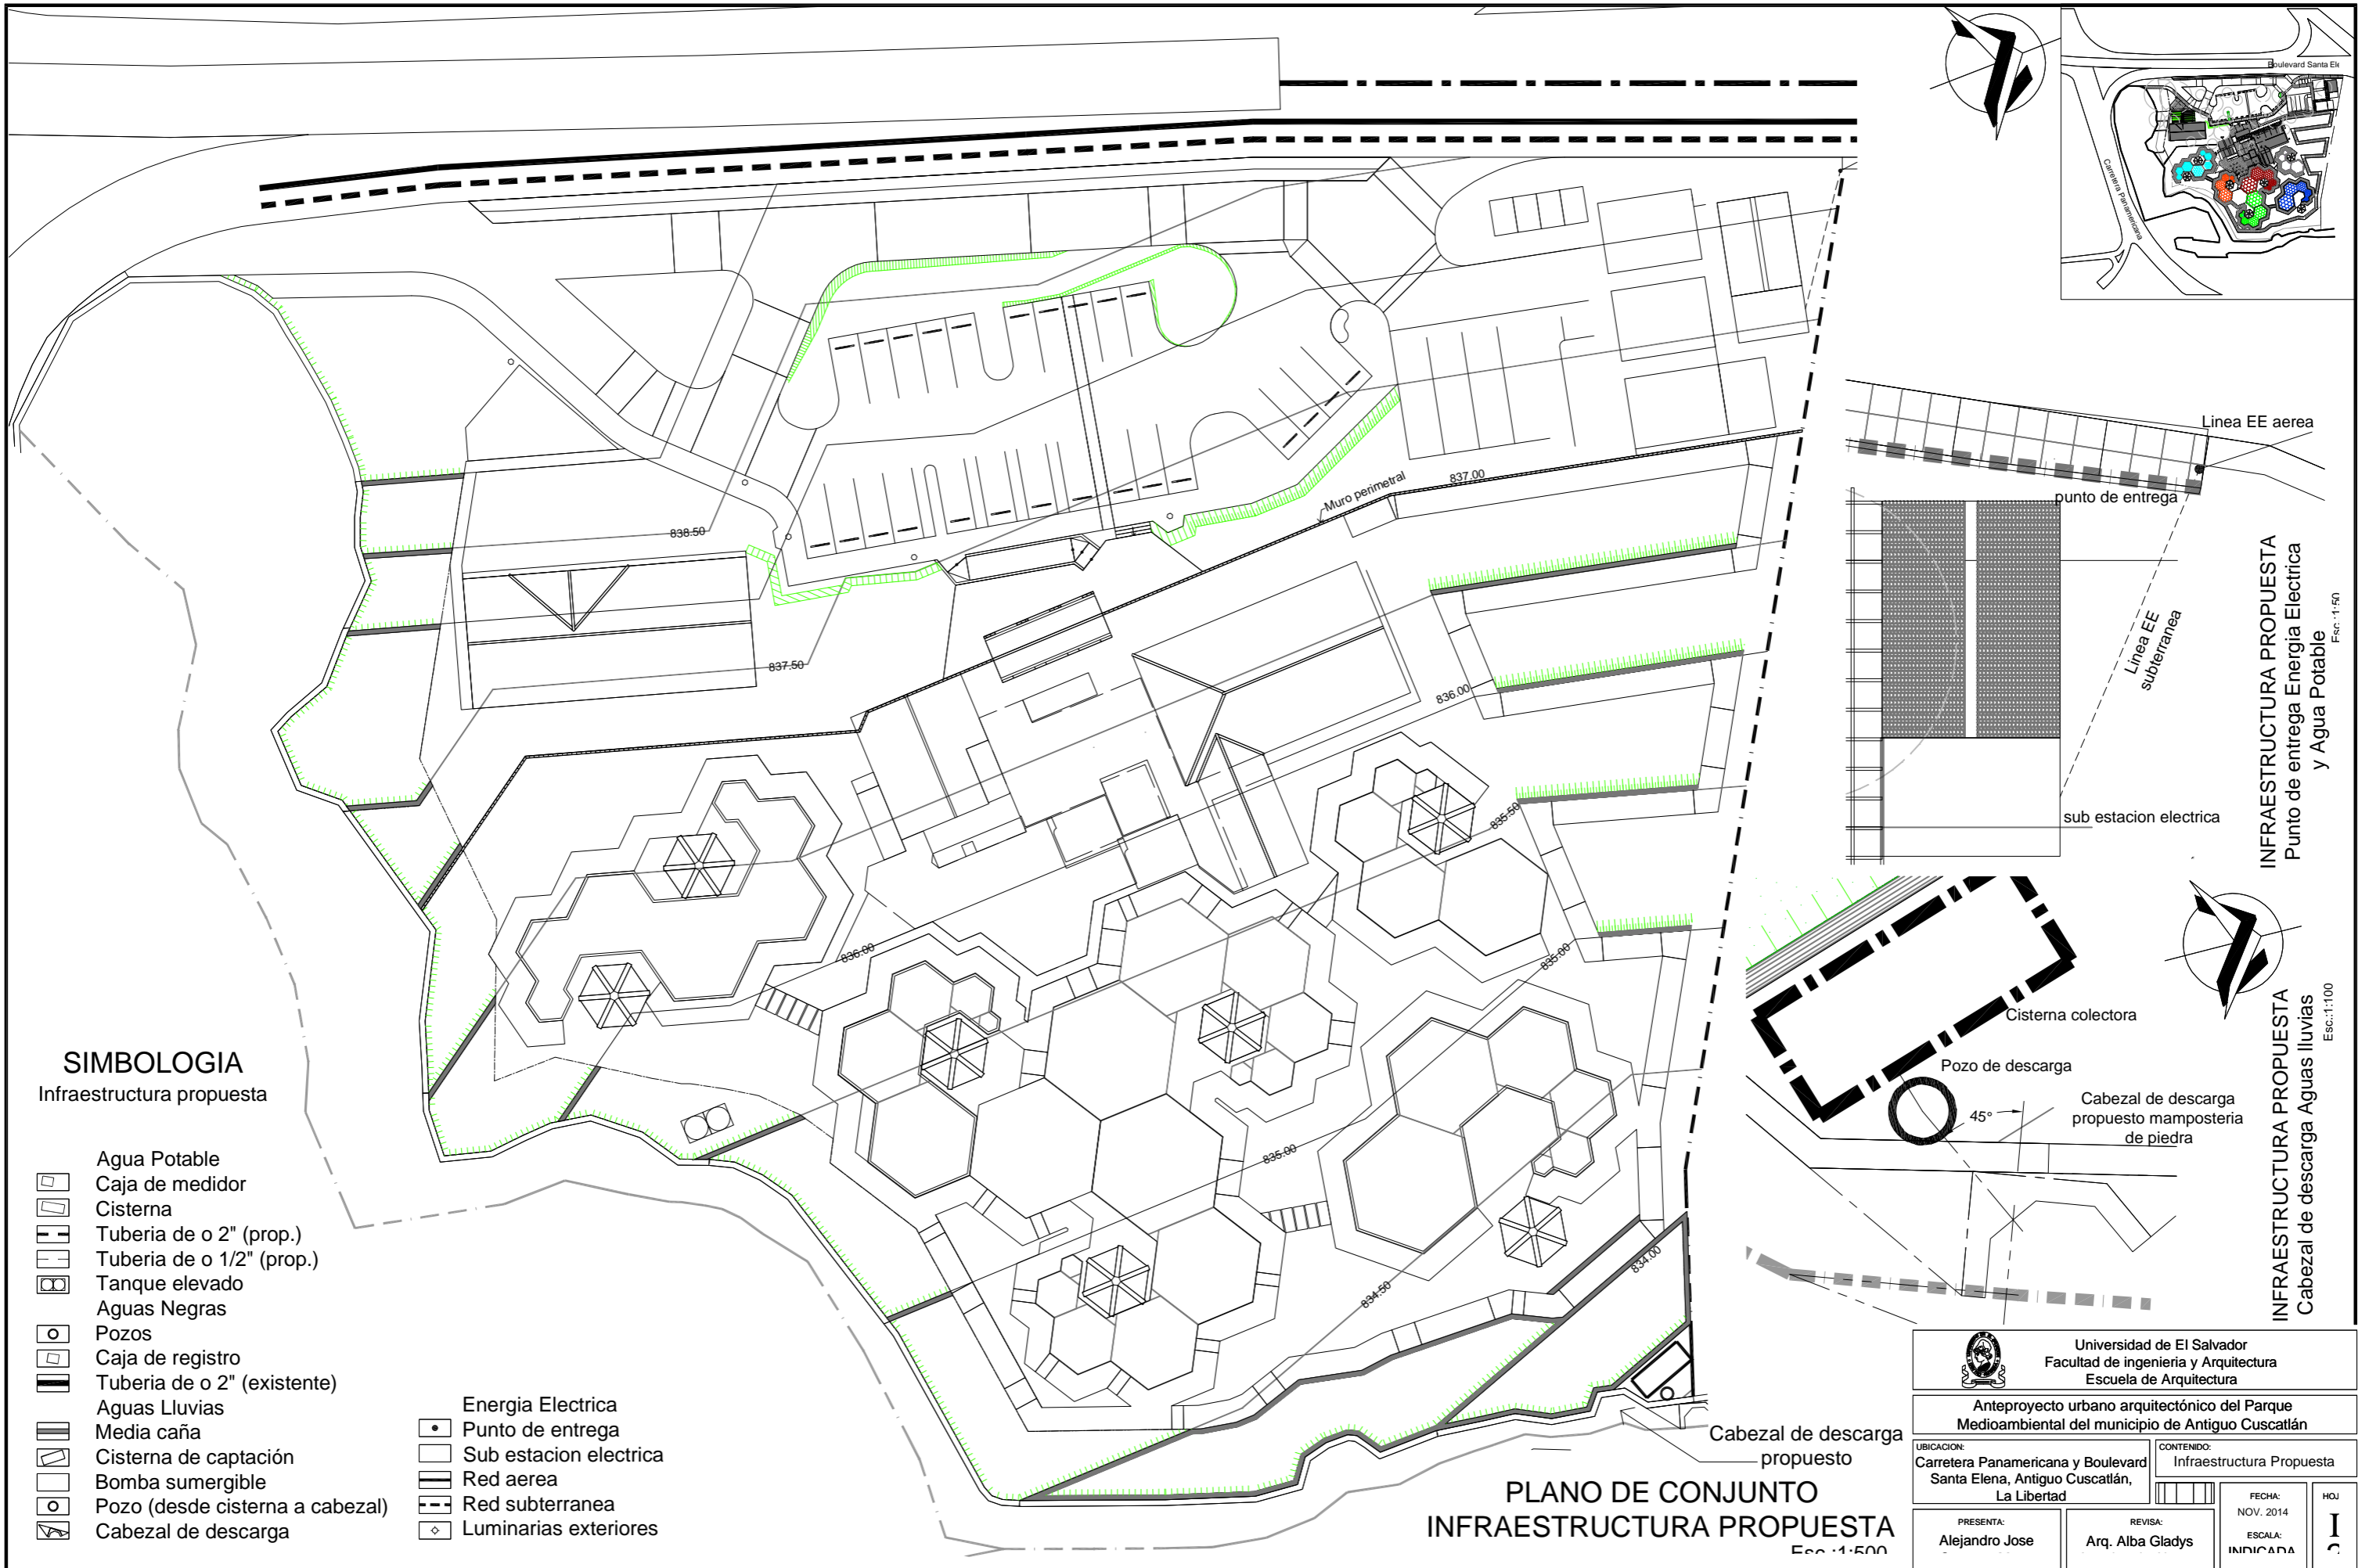 Boulevard Santa Ele
Carretera Panamericana
Linea EE aerea
punto de entrega
Linea EE
subterranea
sub estacion electrica
INFRAESTRUCTURA PROPUESTA
Punto de entrega Energia Electrica
y Agua Potable
Esc.:1:50
Muro perimetral
837.00
838.50
837.50
836.00
835.50
836.00
835.00
835.00
834.50
834.00
Cisterna colectora
Pozo de descarga
45°
Cabezal de descarga
propuesto mamposteria
de piedra
INFRAESTRUCTURA PROPUESTA
Cabezal de descarga Aguas lluvias
Esc.:1:100
SIMBOLOGIA
Infraestructura propuesta
Agua Potable
Caja de medidor
Cisterna
Tuberia de o 2" (prop.)
Tuberia de o 1/2" (prop.)
Tanque elevado
Aguas Negras
Pozos
Caja de registro
Tuberia de o 2" (existente)
Aguas Lluvias
Media caña
Cisterna de captación
Bomba sumergible
Pozo (desde cisterna a cabezal)
Cabezal de descarga
Energia Electrica
Punto de entrega
Sub estacion electrica
Red aerea
Red subterranea
Luminarias exteriores
Cabezal de descarga
propuesto
PLANO DE CONJUNTO
INFRAESTRUCTURA PROPUESTA
Esc.:1:500
Universidad de El Salvador
Facultad de ingenieria y Arquitectura
Escuela de Arquitectura
Anteproyecto urbano arquitectónico del Parque
Medioambiental del municipio de Antiguo Cuscatlán
UBICACION:
Carretera Panamericana y Boulevard
Santa Elena, Antiguo Cuscatlán,
La Libertad
CONTENIDO:
Infraestructura Propuesta
FECHA:
NOV. 2014
ESCALA:
INDICADA
HOJ
I
PRESENTA:
Alejandro Jose
REVISA:
Arq. Alba Gladys